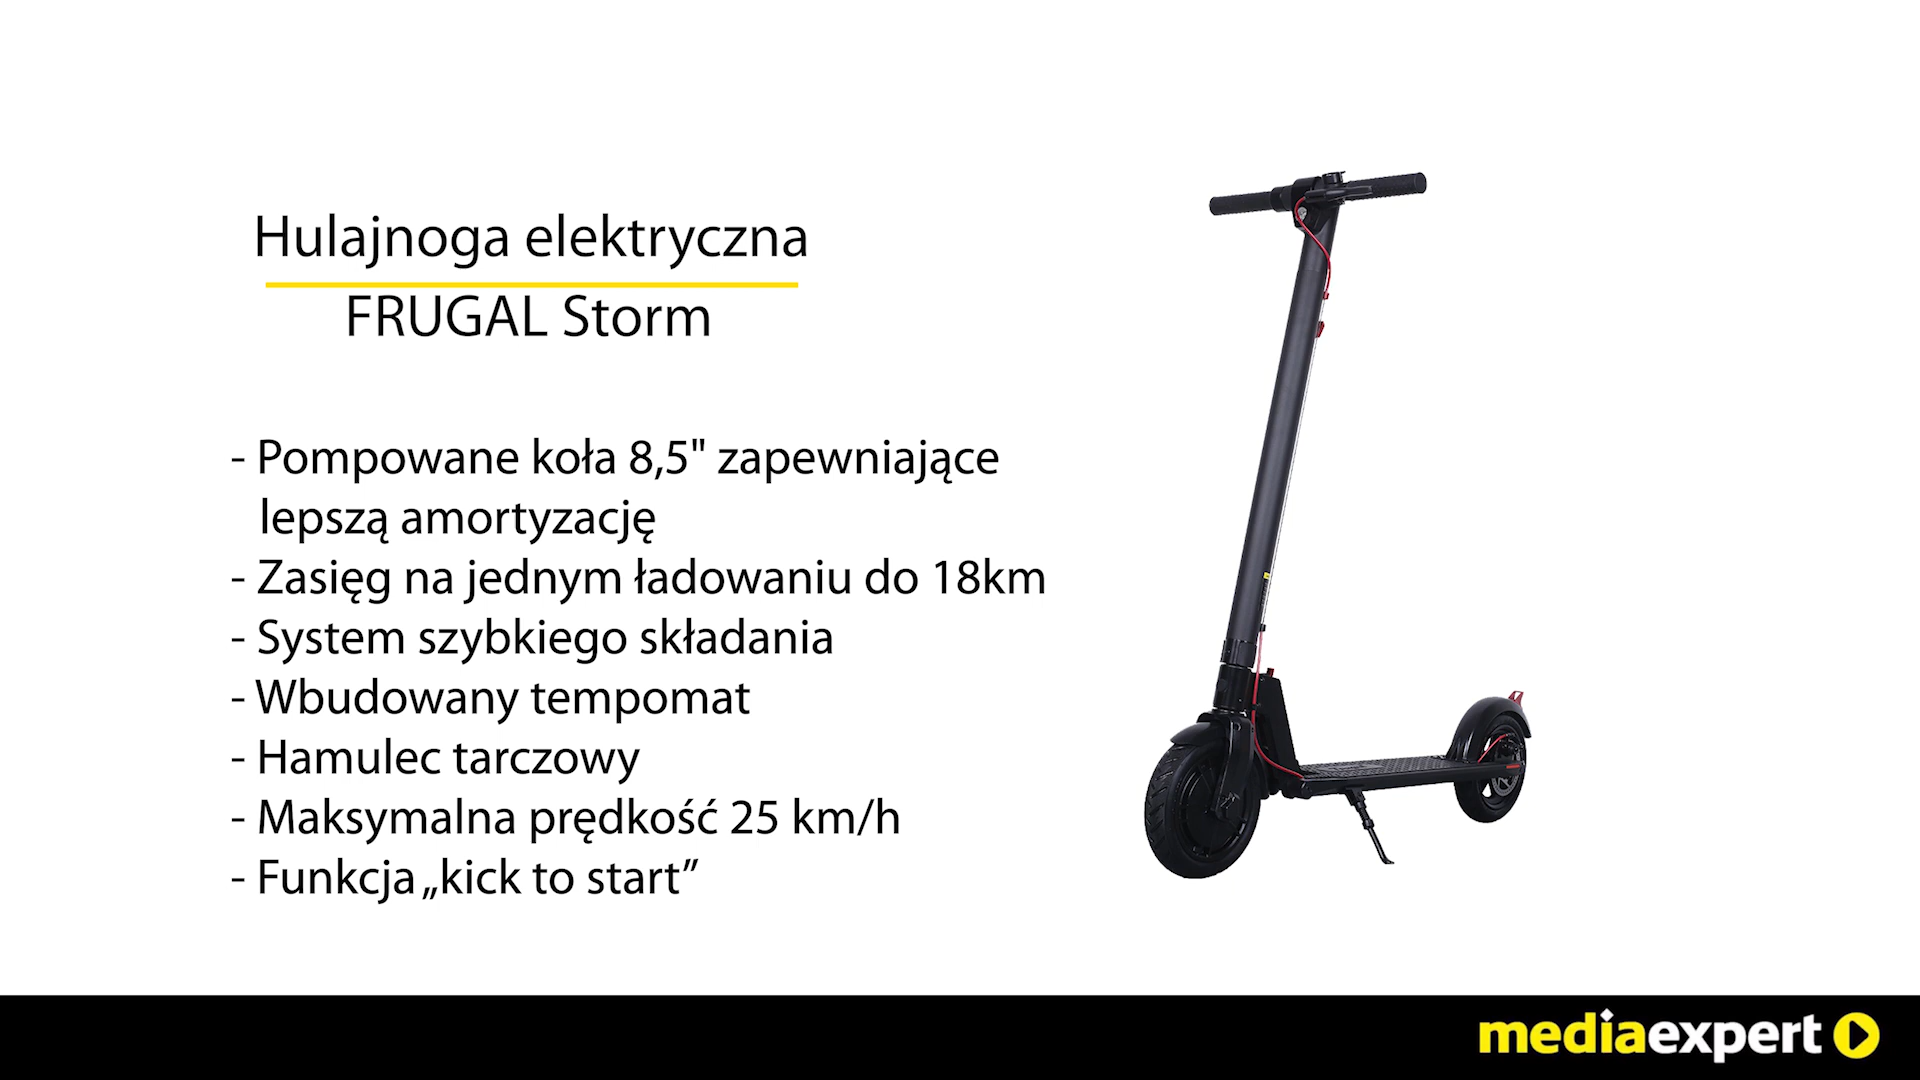 Hulajnoga elektryczna
FRUGAL Storm
- Pompowane koła 8,5" zapewniające
lepszą amortyzację
- Zasięg na jednym ładowaniu do 18km
- System szybkiego składania
- Wbudowany tempomat
- Hamulec tarczowy
- Maksymalna prędkość 25 km/h
- Funkcja „kick to start”
mediaexpert